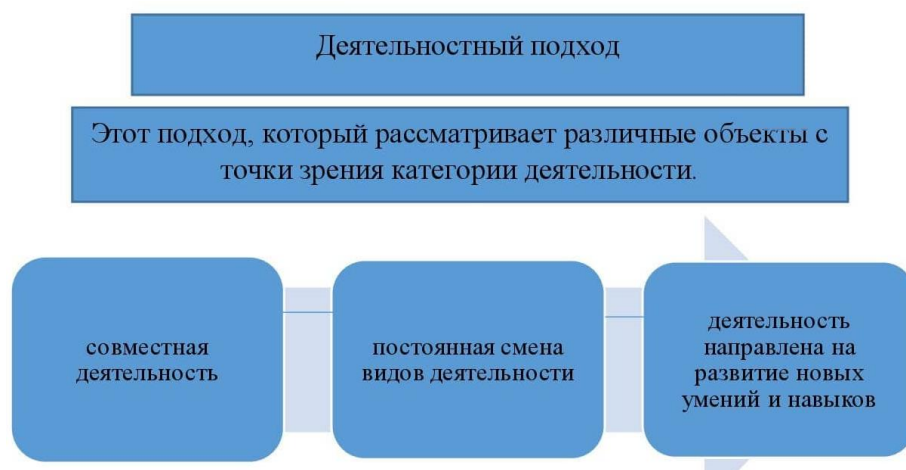 Деятельностный подход
Этот подход, который рассматривает различные объекты с
точки зрения категории деятельности.
совместная
деятельность
постоянная смена
видов деятельности
деятельность
направлена на
развитие новых
умений и навыков